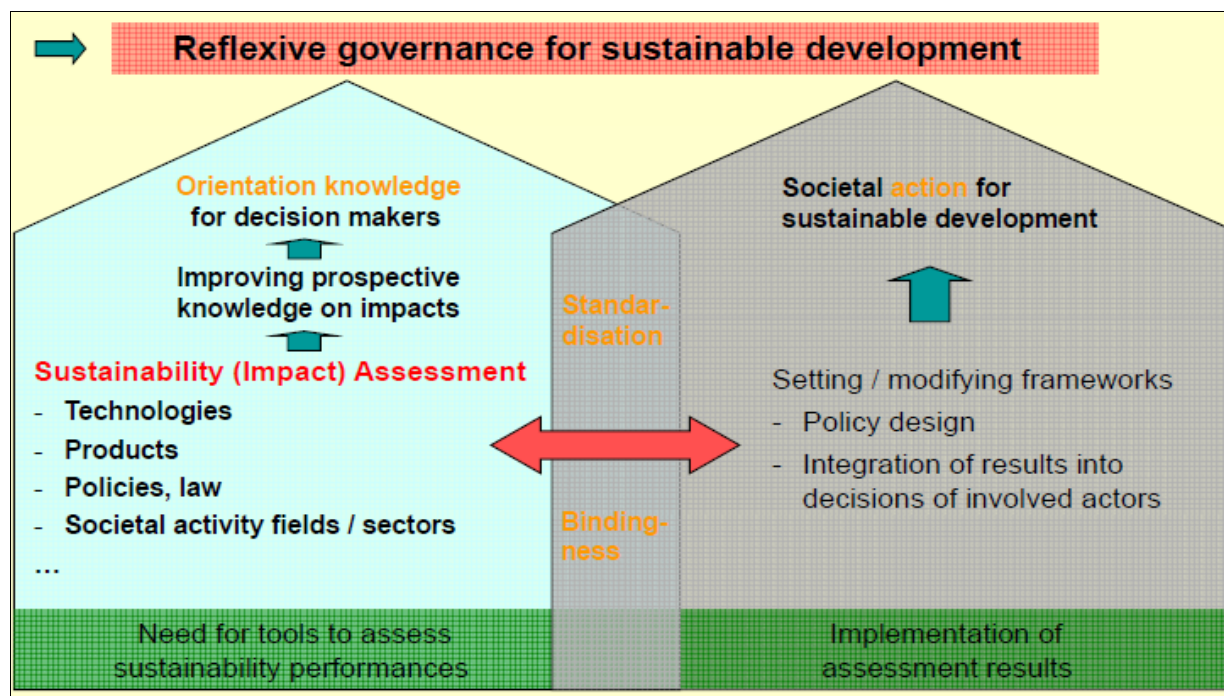 Reflexive governance for sustainable development
Orientation knowledge
for decision makers
Improving prospective
knowledge on impacts
Sustainability (Impact) Assessment
- Technologies
- Products
- Policies, law
- Societal activity fields / sectors
...
Need for tools to assess
sustainability performances
Standar-
disation
Binding-
ness
Societal action for
sustainable development
Setting / modifying frameworks
- Policy design
- Integration of results into
decisions of involved actors
Implementation of
assessment results